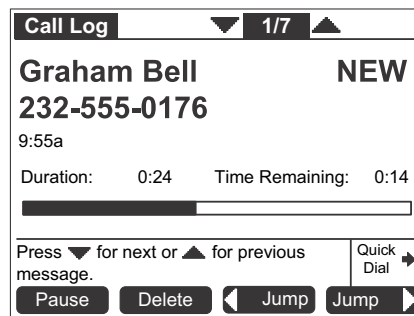 Call Log ▼ 1/7 ▲
Graham Bell NEW
232-555-0176
9:55a
Duration: 0:24 Time Remaining: 0:14
Press ▼ for next or ▲ for previous
message.
Quick
Dial
Pause Delete Jump Jump